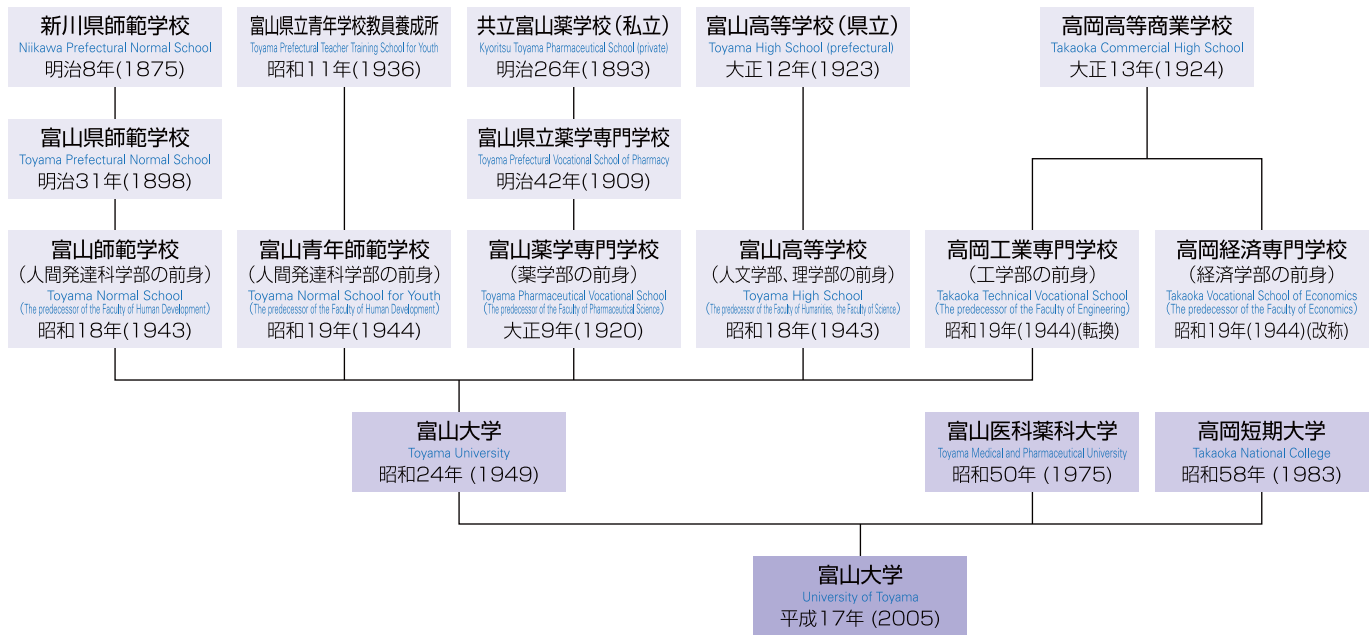 新川県師範学校
Niikawa Prefectural Normal School
明治8年(1875)
富山県立青年学校教員養成所
Toyama Prefectural Teacher Training School for Youth
昭和11年(1936)
共立富山薬学校(私立)
Kyoritsu Toyama Pharmaceutical School (private)
明治26年(1893)
富山高等学校(県立)
Toyama High School (prefectural)
大正12年(1923)
高岡高等商業学校
Takaoka Commercial High School
大正13年(1924)
富山県師範学校
Toyama Prefectural Normal School
明治31年(1898)
富山県立薬学専門学校
Toyama Prefectural Vocational School of Pharmacy
明治42年(1909)
富山師範学校
(人間発達科学部の前身)
Toyama Normal School
(The predecessor of the Faculty of Human Development)
昭和18年(1943)
富山青年師範学校
(人間発達科学部の前身)
Toyama Normal School for Youth
(The predecessor of the Faculty of Human Development)
昭和19年(1944)
富山薬学専門学校
(薬学部の前身)
Toyama Pharmaceutical Vocational School
(The predecessor of the Faculty of Pharmaceutical Science)
大正9年(1920)
富山高等学校
(人文学部、理学部の前身)
Toyama High School
(The predecessor of the Faculty of Humanities, the Faculty of Science)
昭和18年(1943)
高岡工業専門学校
(工学部の前身)
Takaoka Technical Vocational School
(The predecessor of the Faculty of Engineering)
昭和19年(1944)(転換)
高岡経済専門学校
(経済学部の前身)
Takaoka Vocational School of Economics
(The predecessor of the Faculty of Economics)
昭和19年(1944)(改称)
富山大学
Toyama University
昭和24年 (1949)
富山医科薬科大学
Toyama Medical and Pharmaceutical University
昭和50年 (1975)
高岡短期大学
Takaoka National College
昭和58年 (1983)
富山大学
University of Toyama
平成17年 (2005)